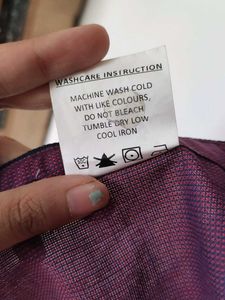 WASHCARE INSTRUCTION
MACHINE WASH COLD
WITH LIKE COLOURS,
DO NOT BLEACH
TUMBLE DRY LOW
COOL IRON